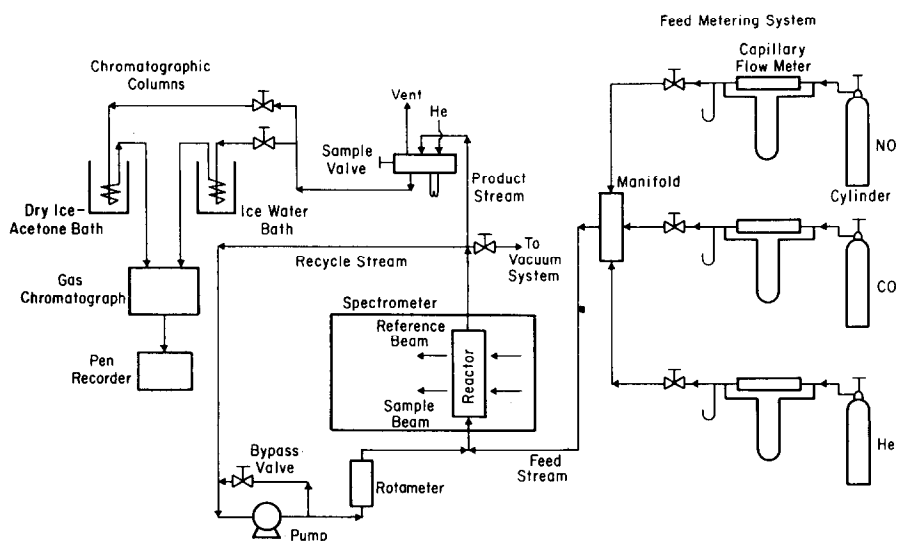 Feed Metering System
Capillary
Flow Meter
NO
Cylinder
Manifold
CO
He
Chromatographic
Columns
Vent
He
Sample
Valve
Product
Stream
Dry Ice-
Acetone Bath
Ice Water
Bath
To
Vacuum
System
Recycle Stream
Gas
Chromatograph
Spectrometer
Reference
Beam
Reactor
Sample
Beam
Pen
Recorder
Bypass
Valve
Rotameter
Feed
Stream
Pump